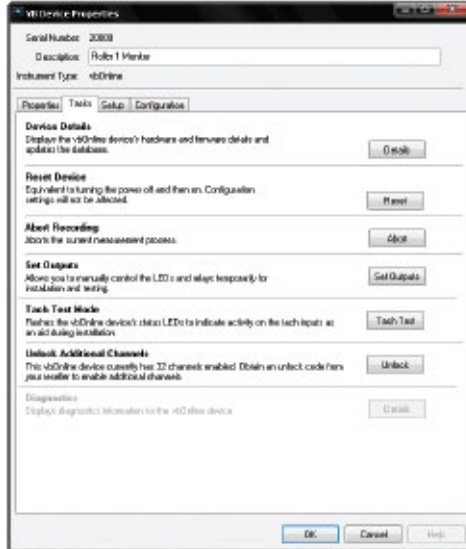 VB Device Properties
Serial Number: 20808
Description: Roller 1 Monitor
Instrument Type: vbOnline
Properties Tasks Setup Configuration
Device Details
Displays the vbOnline device's hardware and firmware details and
updates the database.
Details
Reset Device
Equivalent to turning the power off and then on. Configuration
settings will not be affected.
Reset
Abort Recording
Aborts the current measurement process.
Abort
Set Outputs
Allows you to manually control the LEDs and relays temporarily for
installation and testing.
Set Outputs
Tach Test Mode
Flashes the vbOnline device's status LEDs to indicate activity on the tach inputs as
an aid during installation.
Tach Test
Unlock Additional Channels
This vbOnline device currently has 32 channels enabled. Obtain an unlock code from
your reseller to enable additional channels.
Unlock
Diagnostics
Displays diagnostics information for the vbOnline device.
Details
OK Cancel Help